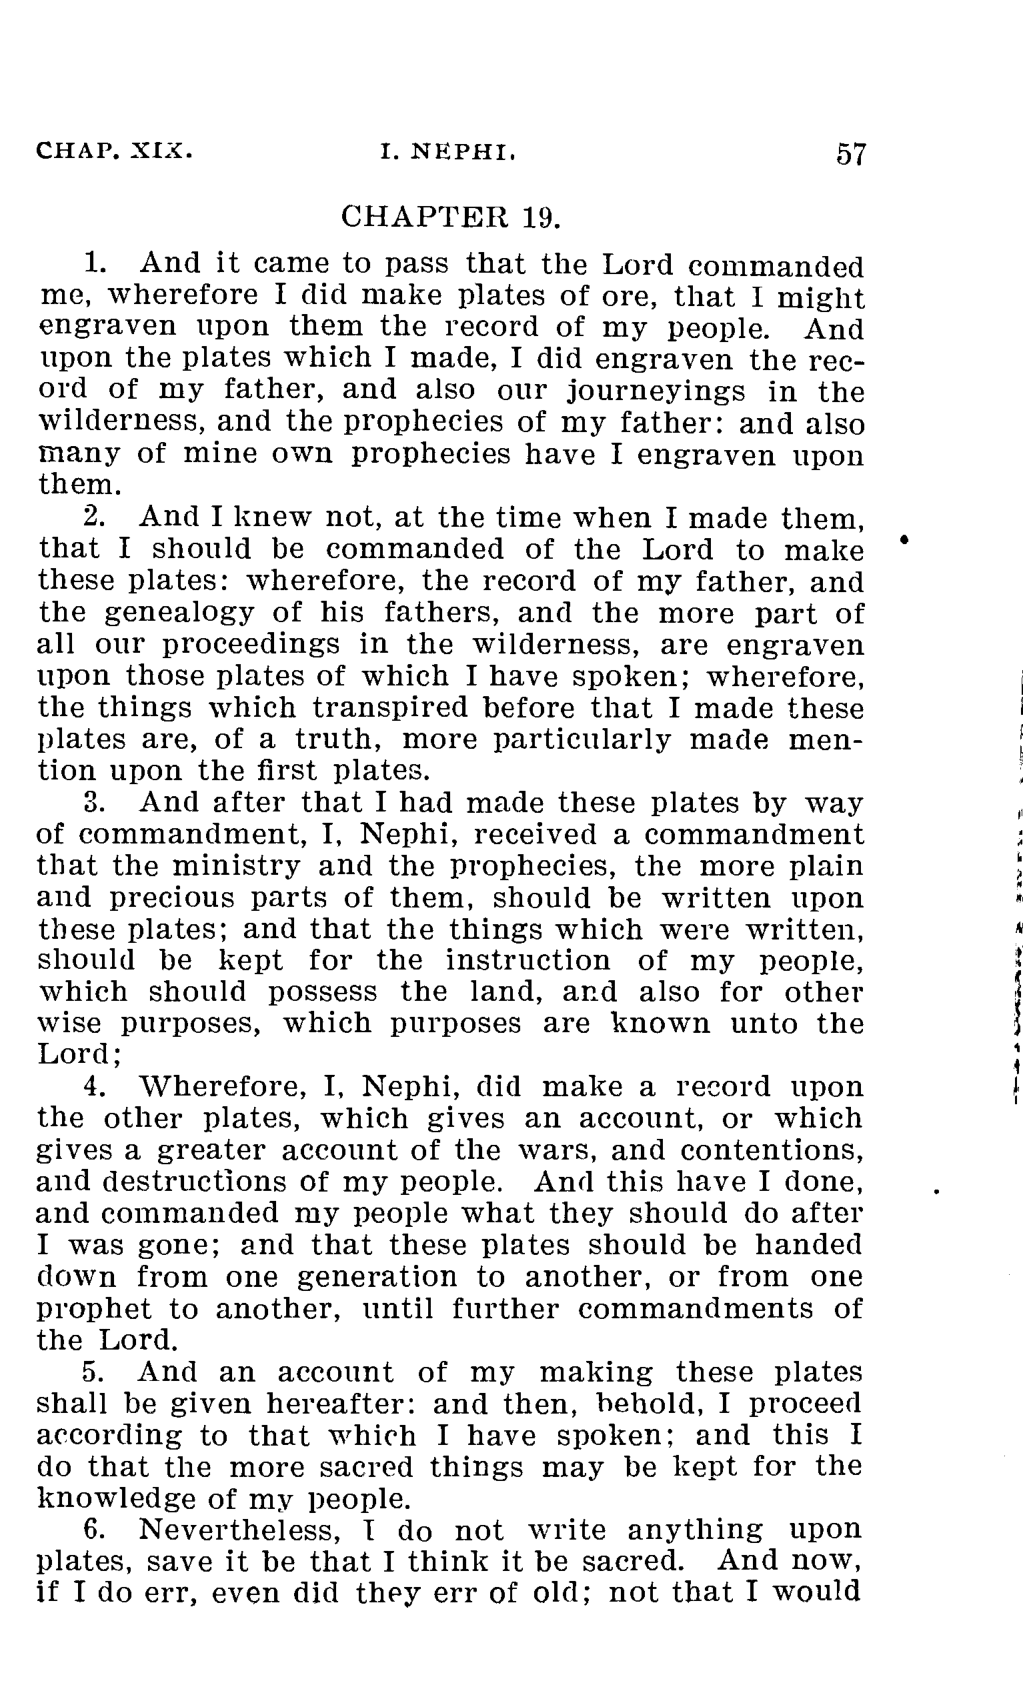 CHAP. XIX. I. NEPHI. 57
CHAPTER 19.
1. And it came to pass that the Lord commanded
me, wherefore I did make plates of ore, that I might
engraven upon them the record of my people. And
upon the plates which I made, I did engraven the rec-
ord of my father, and also our journeyings in the
wilderness, and the prophecies of my father: and also
many of mine own prophecies have I engraven upon
them.
2. And I knew not, at the time when I made them,
that I should be commanded of the Lord to make
these plates: wherefore, the record of my father, and
the genealogy of his fathers, and the more part of
all our proceedings in the wilderness, are engraven
upon those plates of which I have spoken; wherefore,
the things which transpired before that I made these
plates are, of a truth, more particularly made men-
tion upon the first plates.
3. And after that I had made these plates by way
of commandment, I, Nephi, received a commandment
that the ministry and the prophecies, the more plain
and precious parts of them, should be written upon
these plates; and that the things which were written,
should be kept for the instruction of my people,
which should possess the land, and also for other
wise purposes, which purposes are known unto the
Lord;
4. Wherefore, I, Nephi, did make a record upon
the other plates, which gives an account, or which
gives a greater account of the wars, and contentions,
and destructions of my people. And this have I done,
and commanded my people what they should do after
I was gone; and that these plates should be handed
down from one generation to another, or from one
prophet to another, until further commandments of
the Lord.
5. And an account of my making these plates
shall be given hereafter: and then, behold, I proceed
according to that which I have spoken; and this I
do that the more sacred things may be kept for the
knowledge of my people.
6. Nevertheless, I do not write anything upon
plates, save it be that I think it be sacred. And now,
if I do err, even did they err of old; not that I would